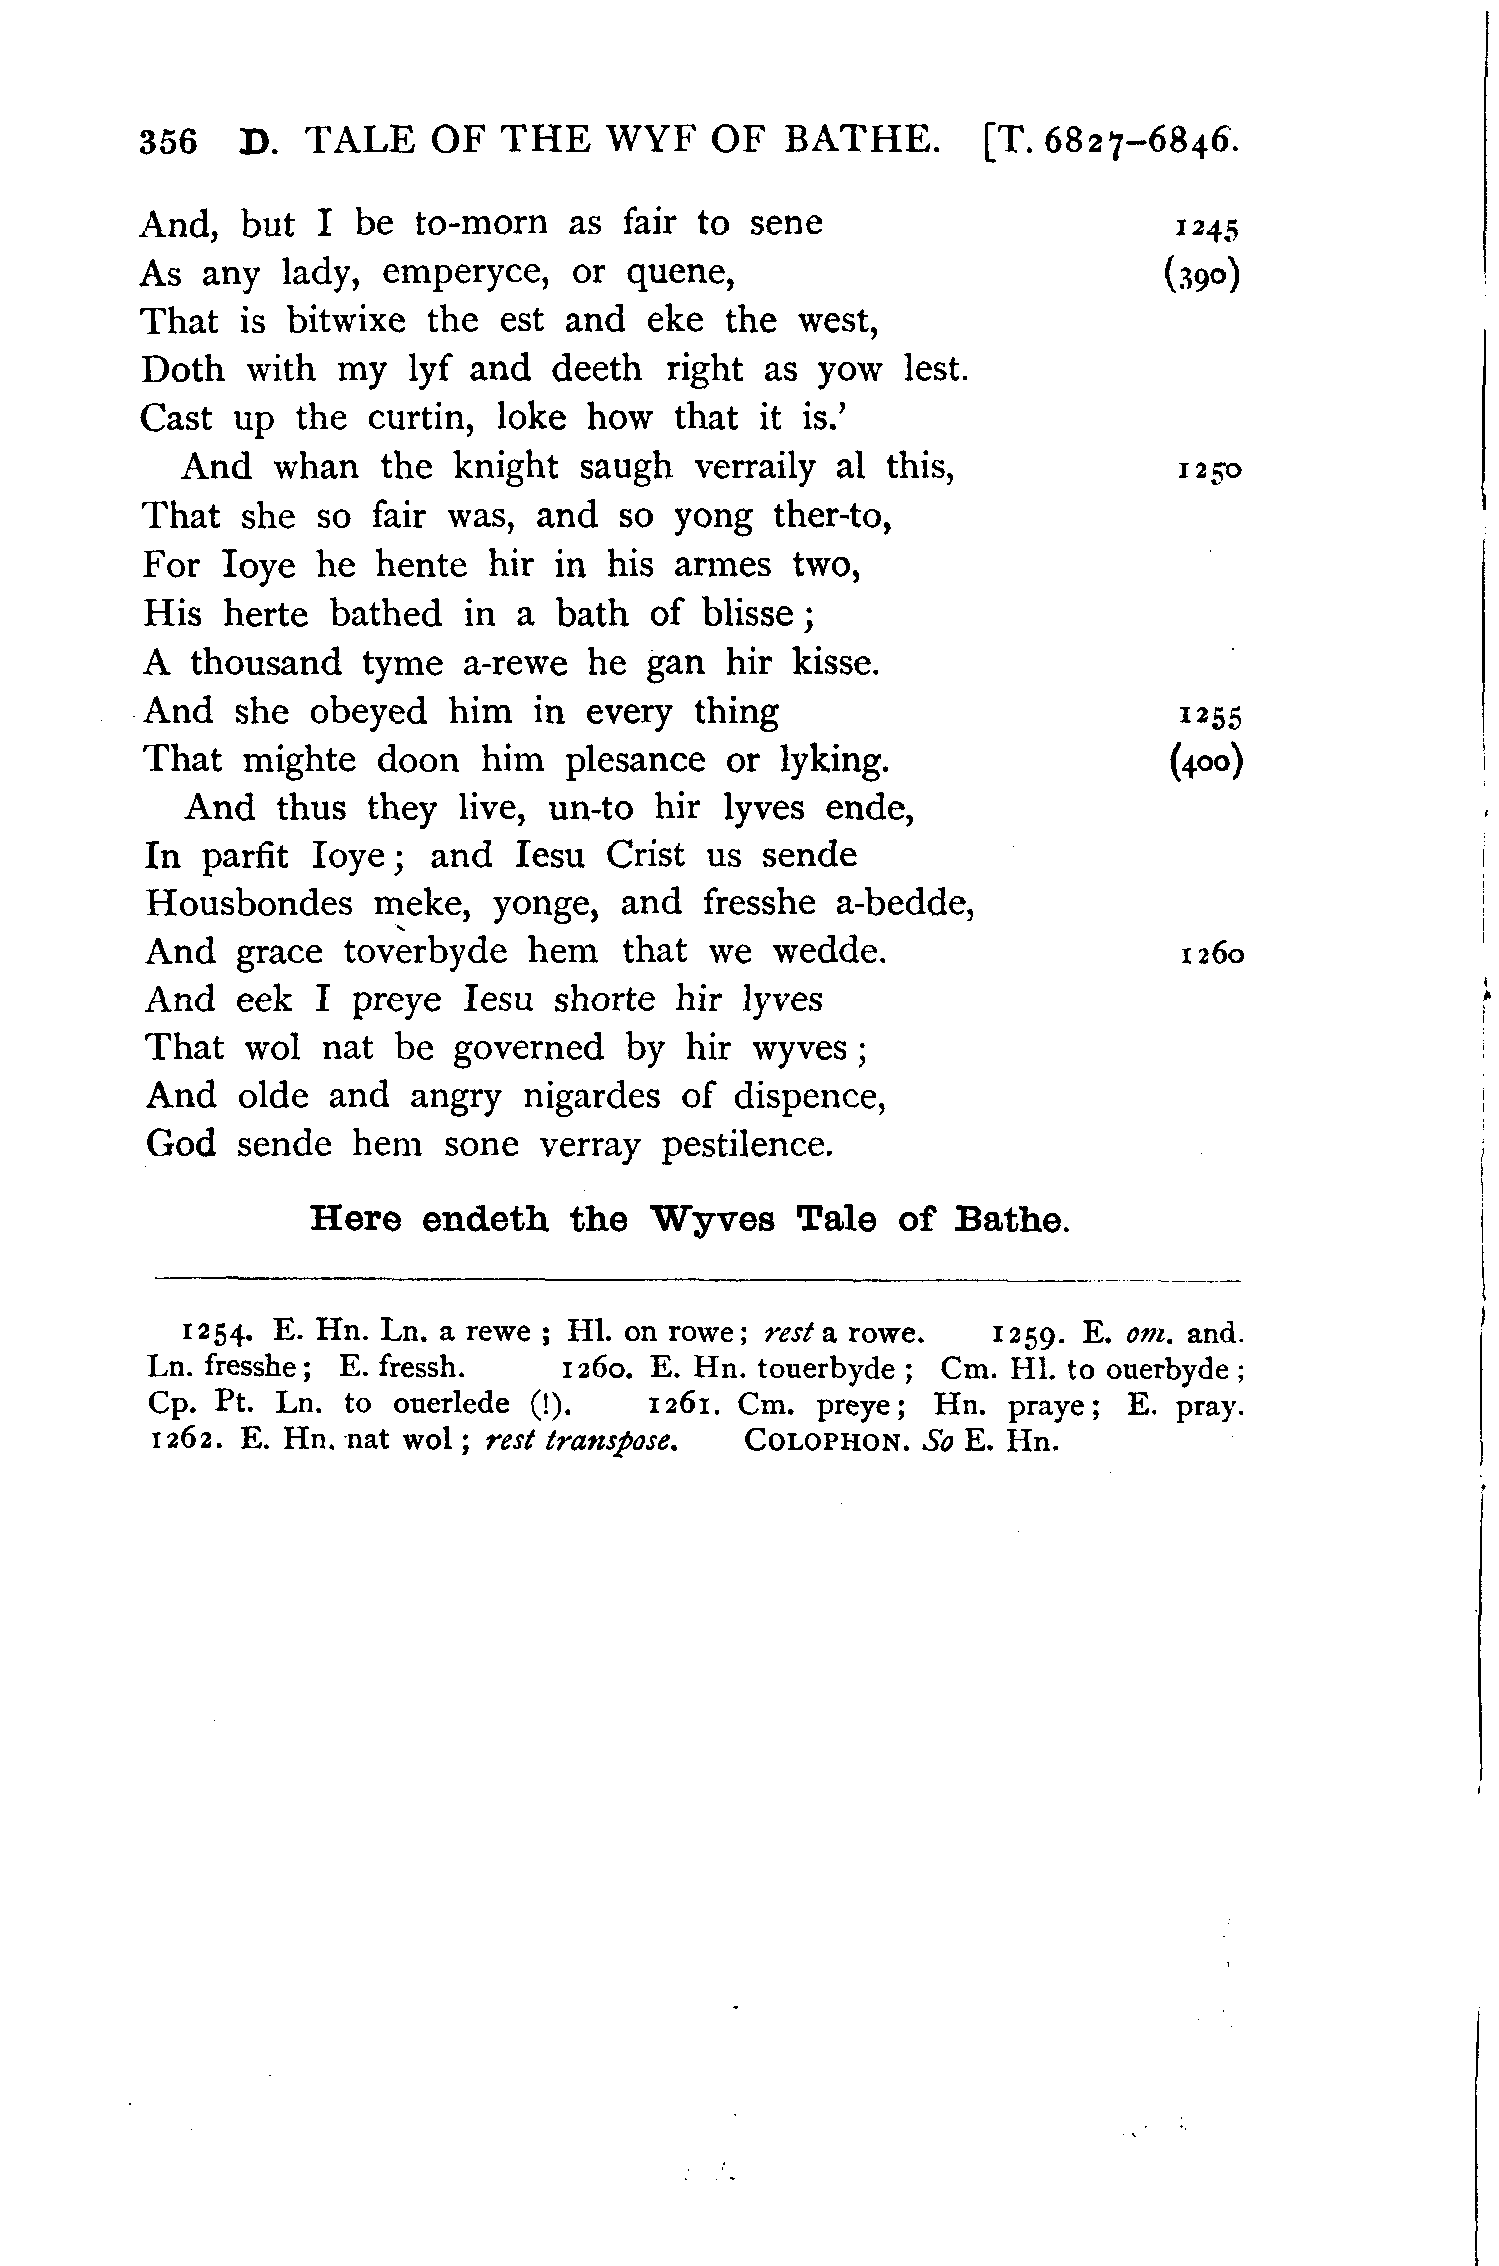 356 D. TALE OF THE WYF OF BATHE. [T. 6827–6846.
And, but I be to-morn as fair to sene 1245
As any lady, emperyce, or quene, (390)
That is bitwixe the est and eke the west,
Doth with my lyf and deeth right as yow lest.
Cast up the curtin, loke how that it is.’
And whan the knight saugh verraily al this, 1250
That she so fair was, and so yong ther-to,
For Ioye he hente hir in his armes two,
His herte bathed in a bath of blisse ;
A thousand tyme a-rewe he gan hir kisse.
And she obeyed him in every thing 1255
That mighte doon him plesance or lyking. (400)
And thus they live, un-to hir lyves ende,
In parfit Ioye ; and Iesu Crist us sende
Housbondes meke, yonge, and fresshe a-bedde,
And grace toverbyde hem that we wedde. 1260
And eek I preye Iesu shorte hir lyves
That wol nat be governed by hir wyves ;
And olde and angry nigardes of dispence,
God sende hem sone verray pestilence.
Here endeth the Wyves Tale of Bathe.
1254. E. Hn. Ln. a rewe ; Hl. on rowe ; rest a rowe. 1259. E. om. and.
Ln. fresshe ; E. fressh. 1260. E. Hn. touerbyde ; Cm. Hl. to ouerbyde ;
Cp. Pt. Ln. to ouerlede (!). 1261. Cm. preye ; Hn. praye ; E. pray.
1262. E. Hn. nat wol ; rest transpose. COLOPHON. So E. Hn.